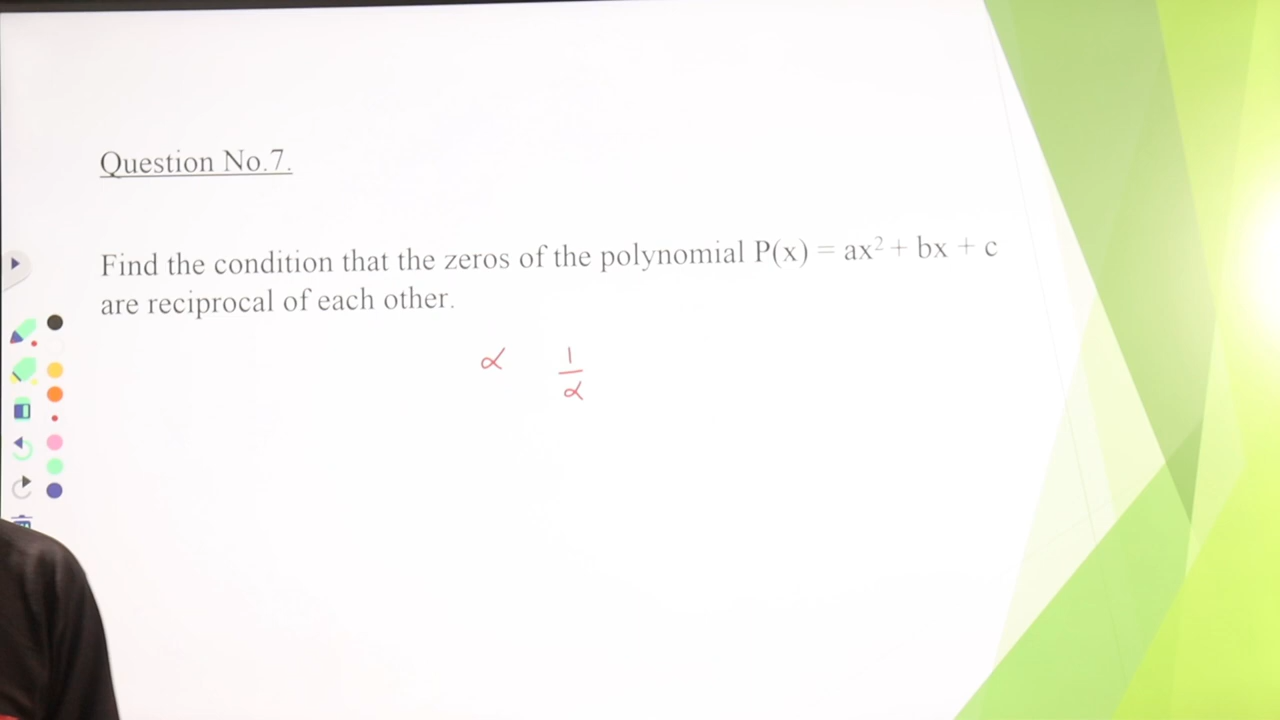 Question No.7.
Find the condition that the zeros of the polynomial P(x) = ax² + bx + c
are reciprocal of each other.
α 1/α